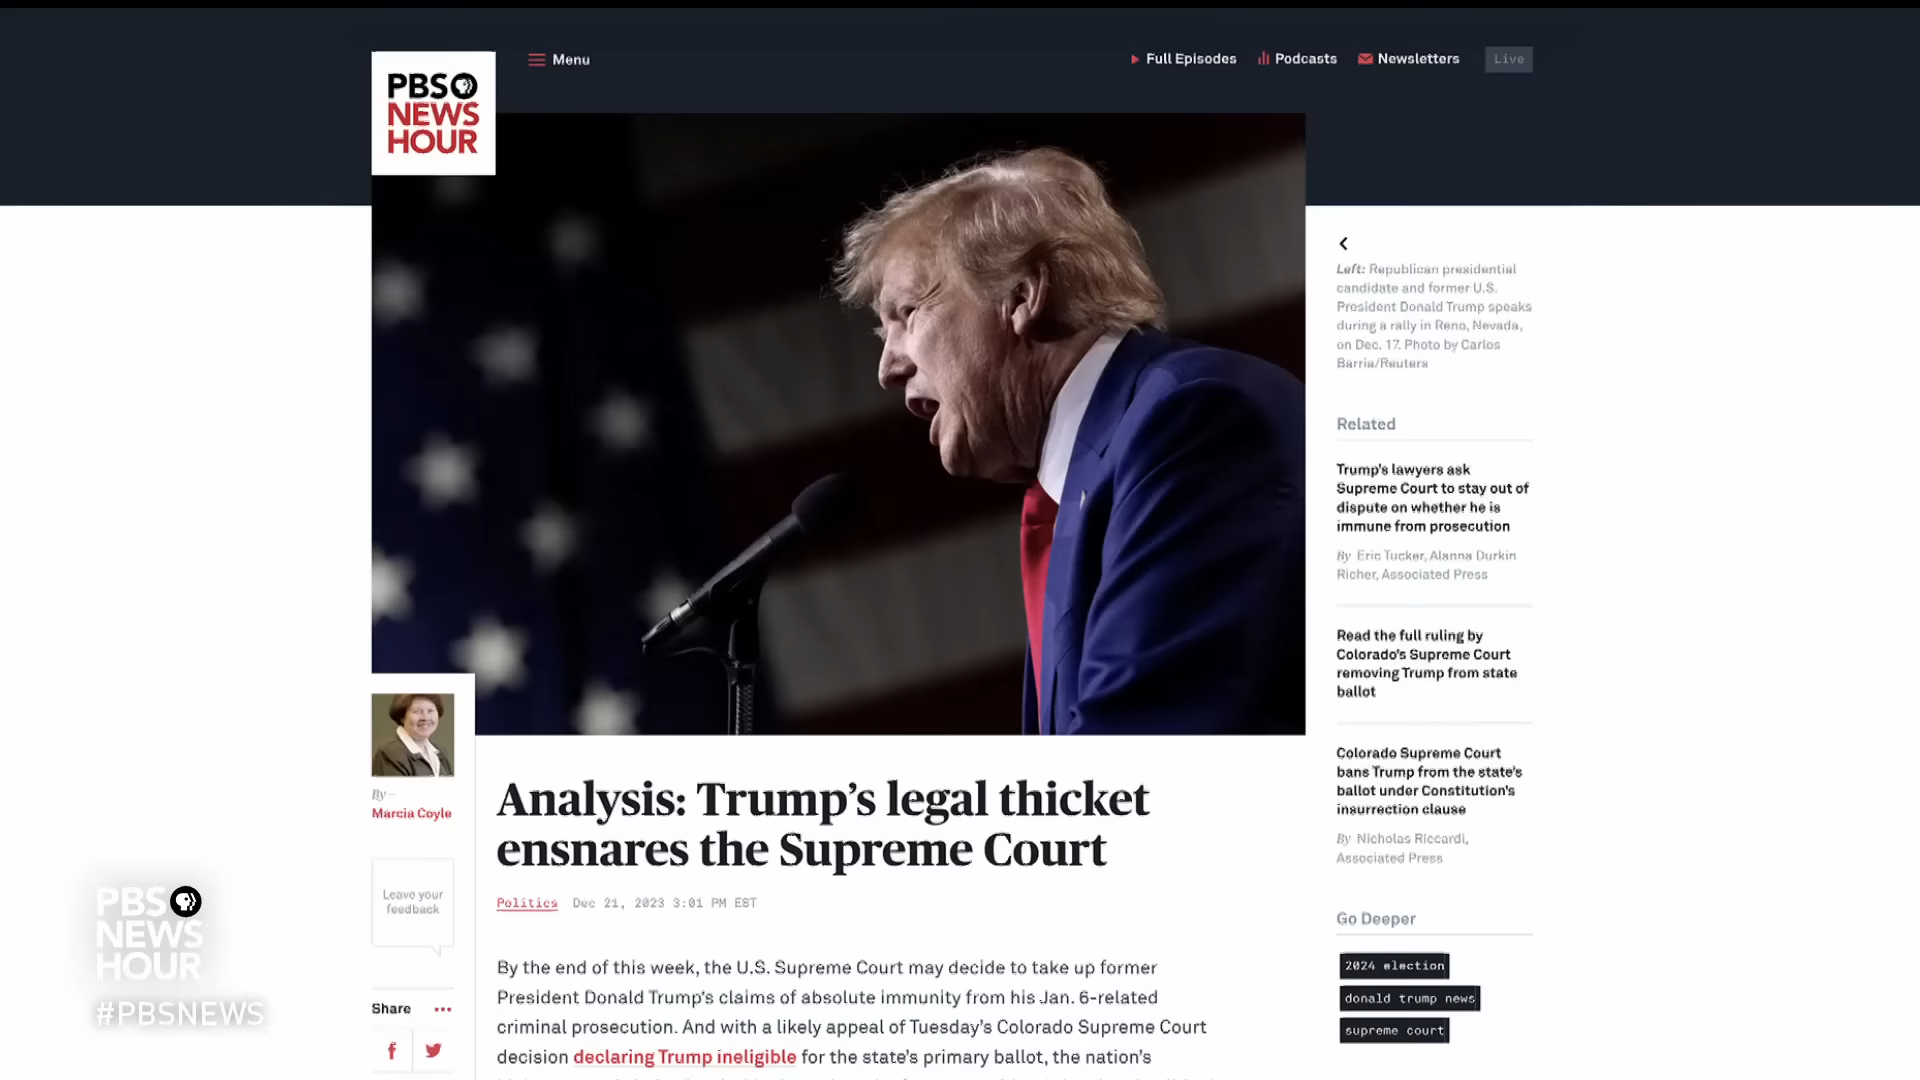 PBS
NEWS
HOUR
Menu
Full Episodes
Podcasts
Newsletters
Live
Left: Republican presidential
candidate and former U.S.
President Donald Trump speaks
during a rally in Reno, Nevada,
on Dec. 17. Photo by Carlos
Barria/Reuters
Related
Trump's lawyers ask
Supreme Court to stay out of
dispute on whether he is
immune from prosecution
By Eric Tucker, Alanna Durkin
Richer, Associated Press
Read the full ruling by
Colorado's Supreme Court
removing Trump from state
ballot
Colorado Supreme Court
bans Trump from the state's
ballot under Constitution's
insurrection clause
By Nicholas Riccardi,
Associated Press
Go Deeper
2024 election
donald trump news
supreme court
By —
Marcia Coyle
Leave your
feedback
Share
Analysis: Trump's legal thicket
ensnares the Supreme Court
Politics Dec 21, 2023 3:01 PM EST
By the end of this week, the U.S. Supreme Court may decide to take up former
President Donald Trump's claims of absolute immunity from his Jan. 6-related
criminal prosecution. And with a likely appeal of Tuesday's Colorado Supreme Court
decision declaring Trump ineligible for the state's primary ballot, the nation's
PBS
NEWS
HOUR
#PBSNEWS